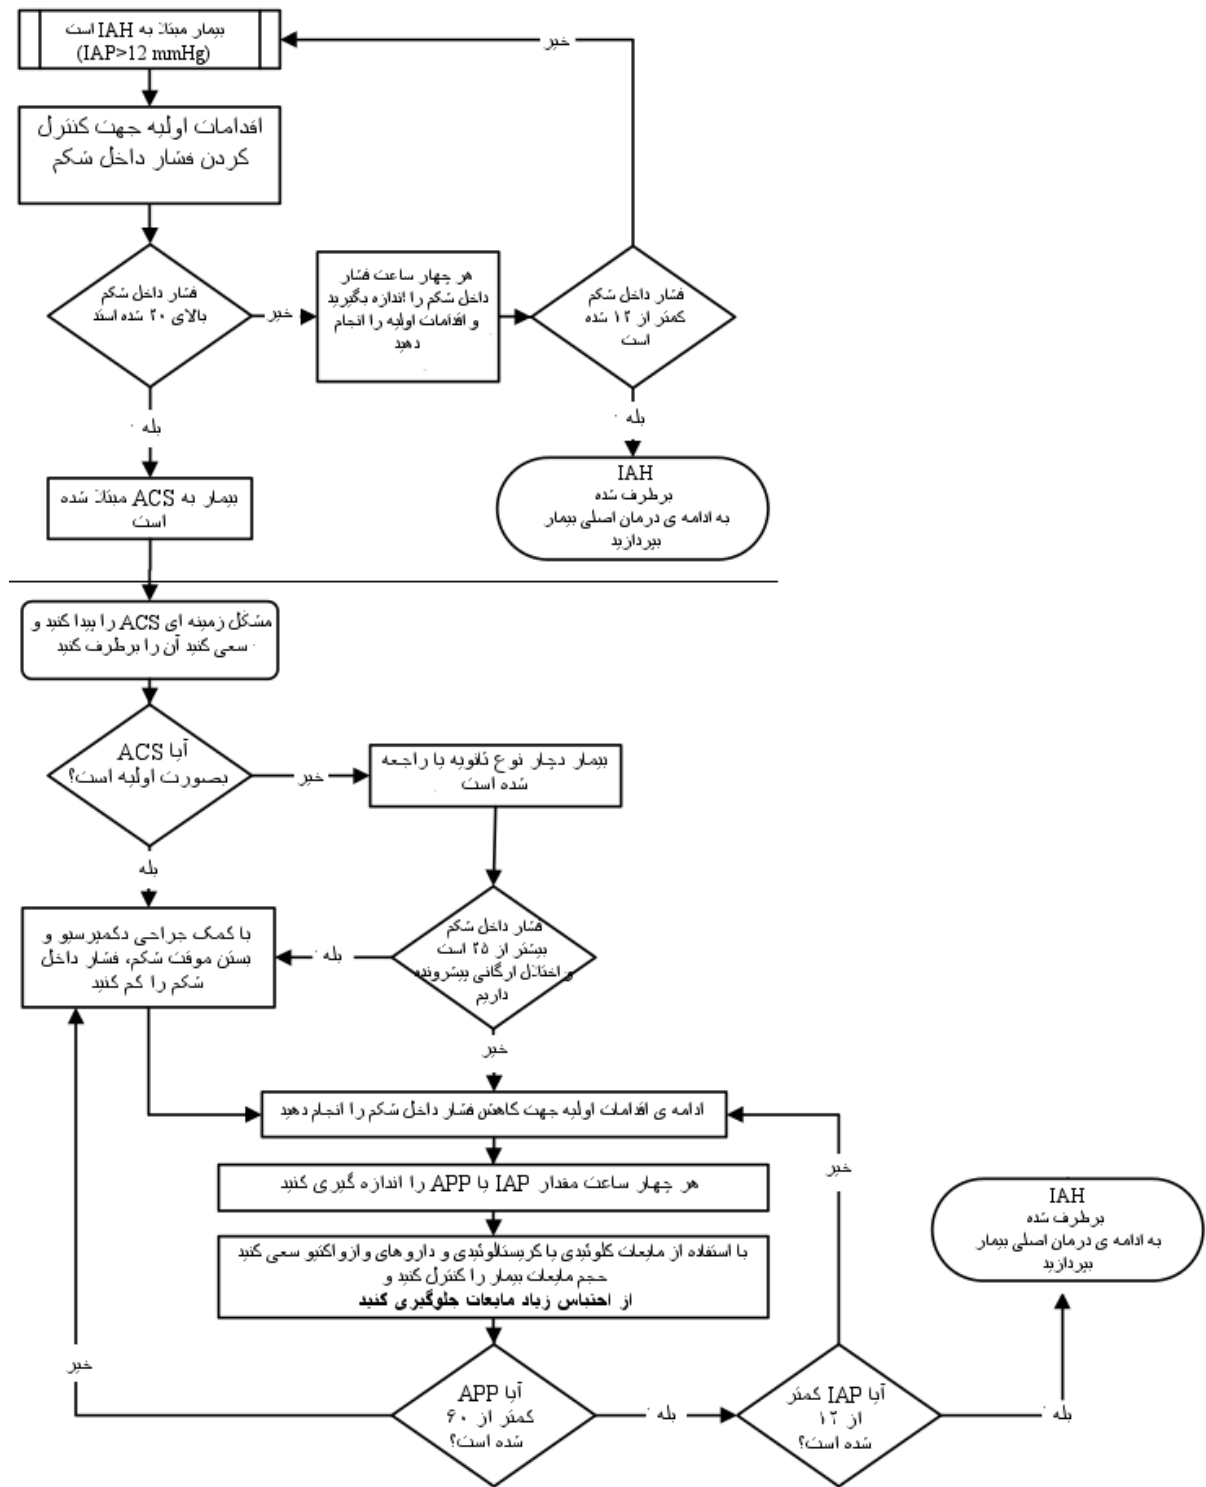 بیمار مبتلا به IAH است
(IAP>12 mmHg)
خیر
اقدامات اولیه جهت کنترل
کردن فشار داخل شکم
فشار داخل شکم
بالای ۲۰ شده است
خیر
هر چهار ساعت فشار
داخل شکم را اندازه بگیرید
و اقدامات اولیه را انجام
دهید
فشار داخل شکم
کمتر از ۱۲ شده
است
بله
بله
IAH
برطرف شده
به ادامه ی درمان اصلی بیمار
بپردازید
بیمار به ACS مبتلا شده
است
مشکل زمینه ای ACS را پیدا کنید و
سعی کنید آن را برطرف کنید
آیا ACS
بصورت اولیه است؟
خیر
بیمار دچار نوع ثانویه یا راجعه
شده است
بله
با کمک جراحی دکمپرسیو و
بستن موقت شکم، فشار داخل
شکم را کم کنید
بله
فشار داخل شکم
بیشتر از ۲۵ است
و اختلال ارگانی پیشرونده
داریم
خیر
ادامه ی اقدامات اولیه جهت کاهش فشار داخل شکم را انجام دهید
هر چهار ساعت مقدار IAP یا APP را اندازه گیری کنید
با استفاده از مایعات کلوئیدی یا کریستالوئیدی و دارو های وازواکتیو سعی کنید
حجم مایعات بیمار را کنترل کنید و
از احتباس زیاد مایعات جلوگیری کنید
خیر
IAH
برطرف شده
به ادامه ی درمان اصلی بیمار
بپردازید
خیر
آیا APP
کمتر از ۶۰
شده است؟
بله
آیا IAP کمتر
از ۱۲
شده است؟
بله